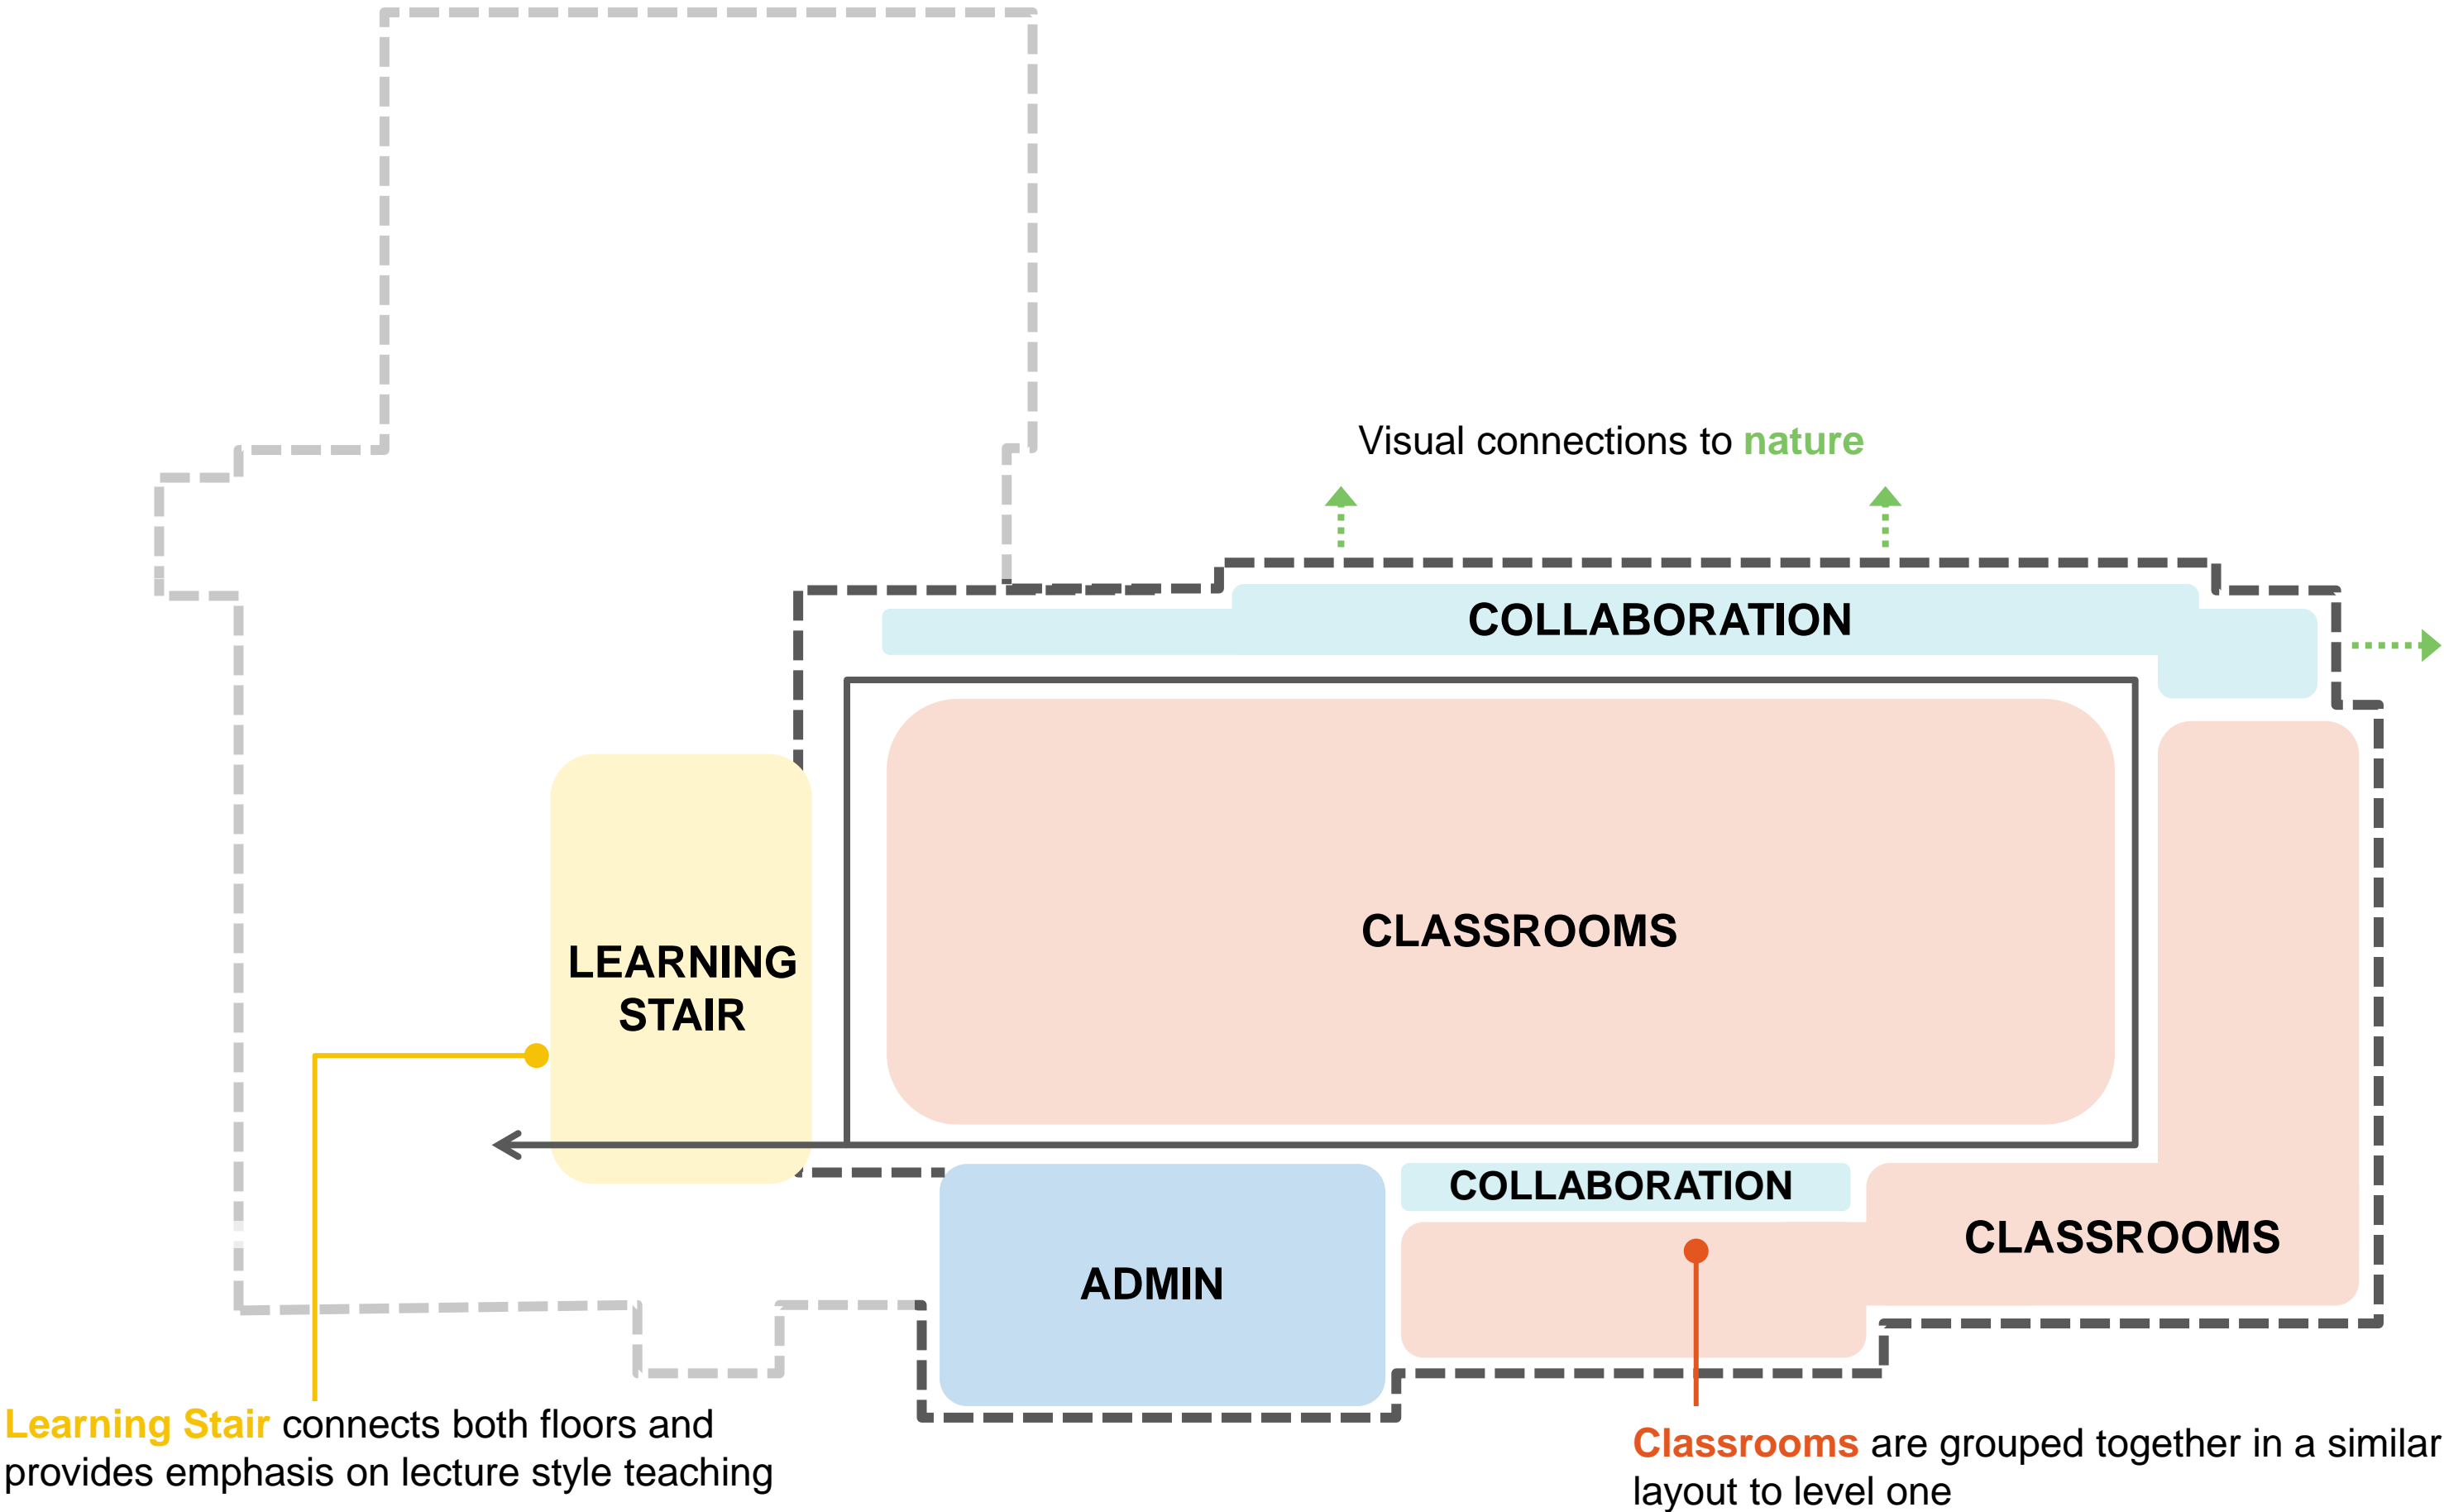 Visual connections to nature
COLLABORATION
CLASSROOMS
LEARNING
STAIR
COLLABORATION
CLASSROOMS
ADMIN
Learning Stair connects both floors and
provides emphasis on lecture style teaching
Classrooms are grouped together in a similar
layout to level one